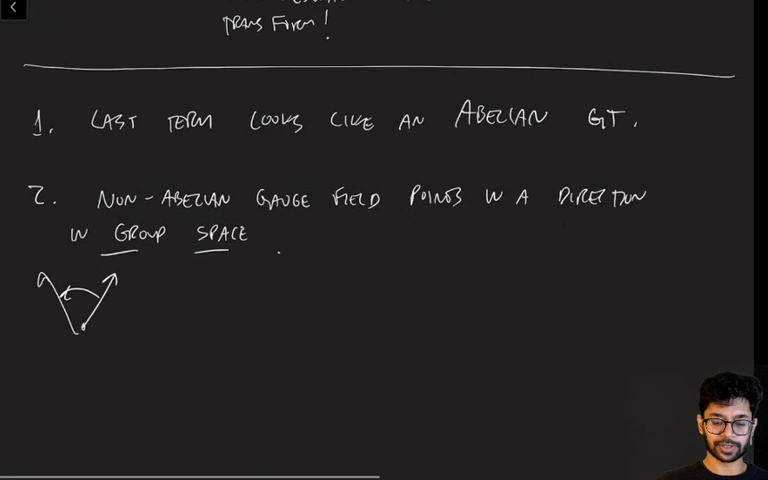 TRANS FORM!
1. LAST TERM LOOKS LIKE AN ABELIAN GT.
2. NON-ABELIAN GAUGE FIELD POINTS IN A DIRECTION
IN GROUP SPACE.